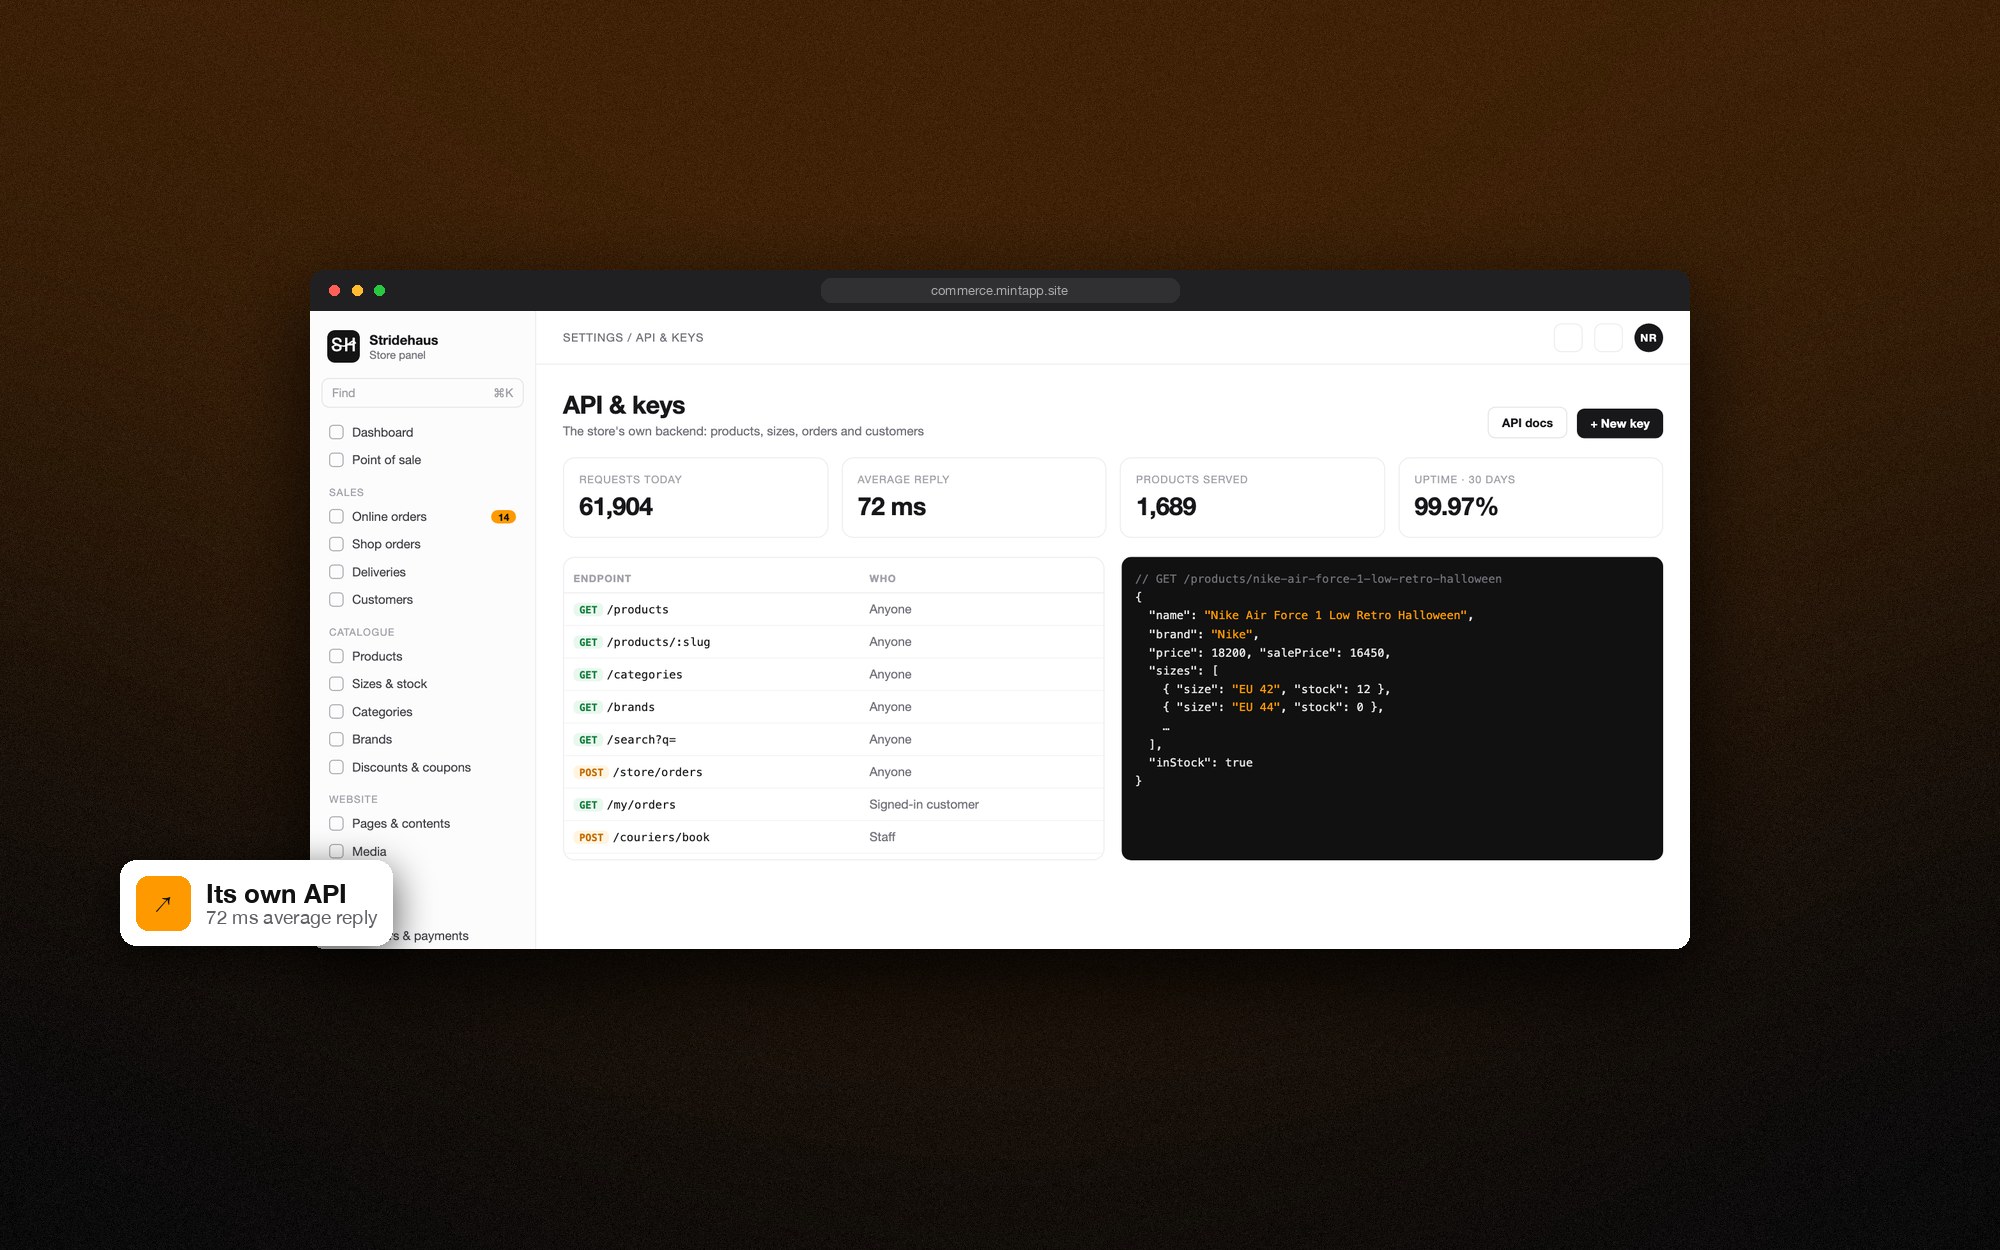 commerce.mintapp.site
SH
Stridehaus
Store panel
Find ⌘K
Dashboard
Point of sale
SALES
Online orders 14
Shop orders
Deliveries
Customers
CATALOGUE
Products
Sizes & stock
Categories
Brands
Discounts & coupons
WEBSITE
Pages & contents
Media
& payments
Its own API
72 ms average reply
SETTINGS / API & KEYS
NR
API & keys
The store's own backend: products, sizes, orders and customers
API docs
+ New key
REQUESTS TODAY
61,904
AVERAGE REPLY
72 ms
PRODUCTS SERVED
1,689
UPTIME · 30 DAYS
99.97%
ENDPOINT WHO
GET /products Anyone
GET /products/:slug Anyone
GET /categories Anyone
GET /brands Anyone
GET /search?q= Anyone
POST /store/orders Anyone
GET /my/orders Signed-in customer
POST /couriers/book Staff
// GET /products/nike-air-force-1-low-retro-halloween
{
"name": "Nike Air Force 1 Low Retro Halloween",
"brand": "Nike",
"price": 18200, "salePrice": 16450,
"sizes": [
{ "size": "EU 42", "stock": 12 },
{ "size": "EU 44", "stock": 0 },
…
],
"inStock": true
}